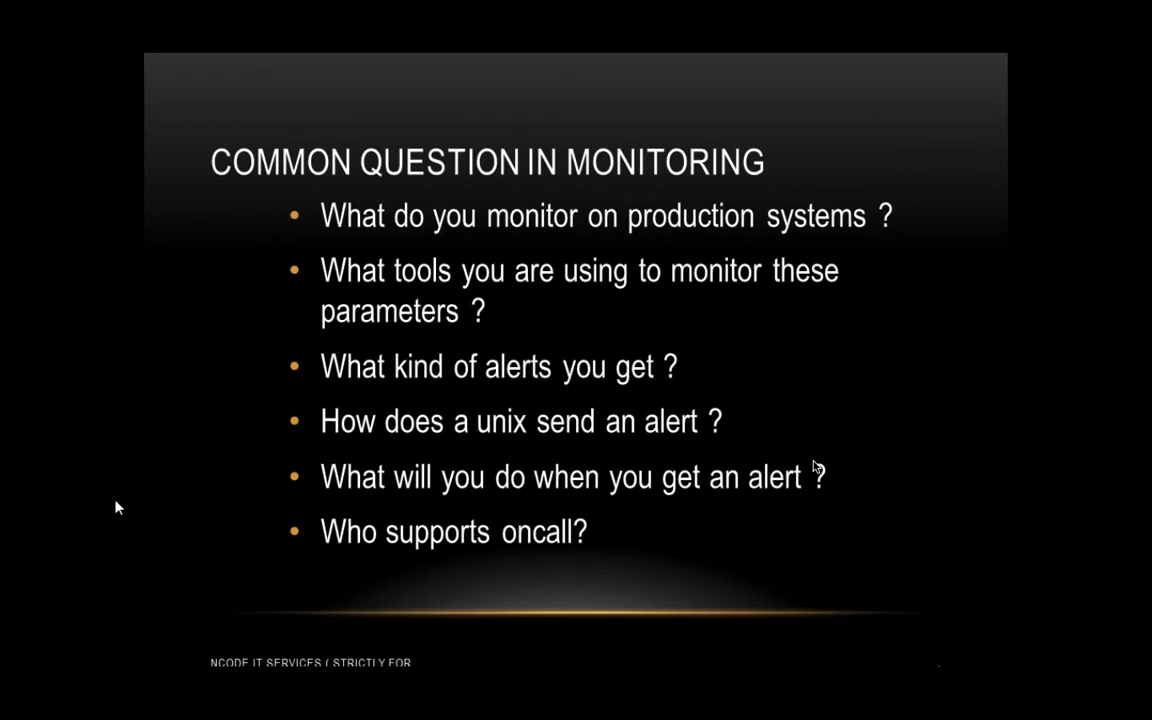 COMMON QUESTION IN MONITORING
• What do you monitor on production systems ?
• What tools you are using to monitor these
parameters ?
• What kind of alerts you get ?
• How does a unix send an alert ?
• What will you do when you get an alert ?
• Who supports oncall?
NCODE IT SERVICES ( STRICTLY FOR